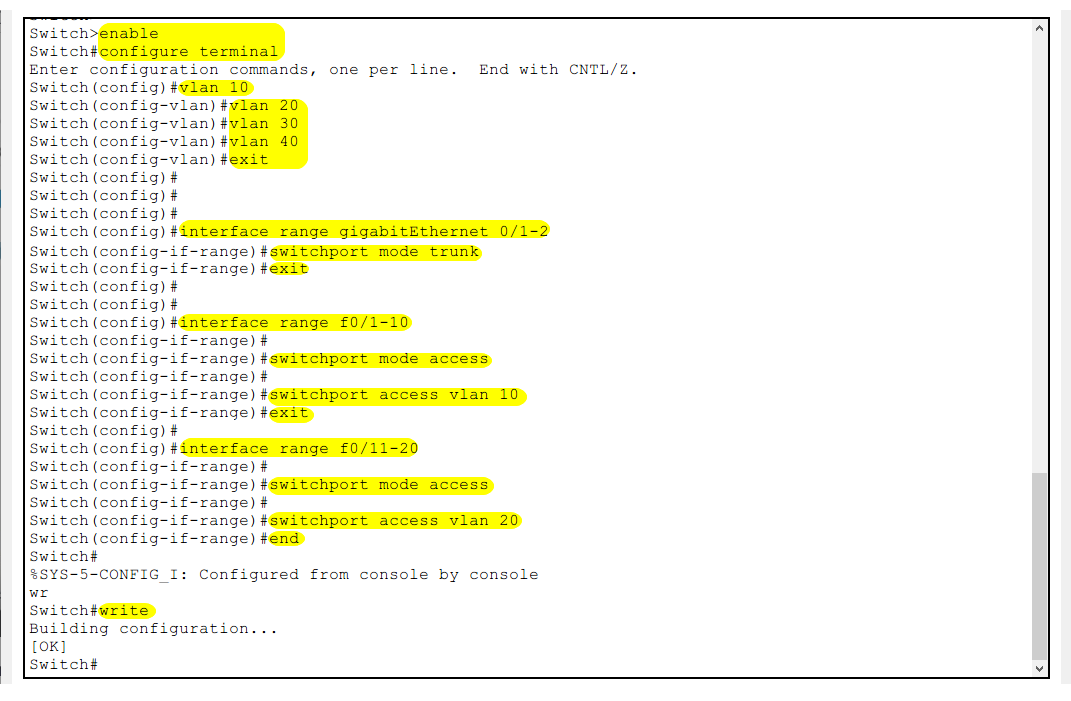 Switch>enable
Switch#configure terminal
Enter configuration commands, one per line.  End with CNTL/Z.
Switch(config)#vlan 10
Switch(config-vlan)#vlan 20
Switch(config-vlan)#vlan 30
Switch(config-vlan)#vlan 40
Switch(config-vlan)#exit
Switch(config)#
Switch(config)#
Switch(config)#
Switch(config)#interface range gigabitEthernet 0/1-2
Switch(config-if-range)#switchport mode trunk
Switch(config-if-range)#exit
Switch(config)#
Switch(config)#
Switch(config)#interface range f0/1-10
Switch(config-if-range)#
Switch(config-if-range)#switchport mode access
Switch(config-if-range)#
Switch(config-if-range)#switchport access vlan 10
Switch(config-if-range)#exit
Switch(config)#
Switch(config)#interface range f0/11-20
Switch(config-if-range)#
Switch(config-if-range)#switchport mode access
Switch(config-if-range)#
Switch(config-if-range)#switchport access vlan 20
Switch(config-if-range)#end
Switch#
%SYS-5-CONFIG_I: Configured from console by console
wr
Switch#write
Building configuration...
[OK]
Switch#